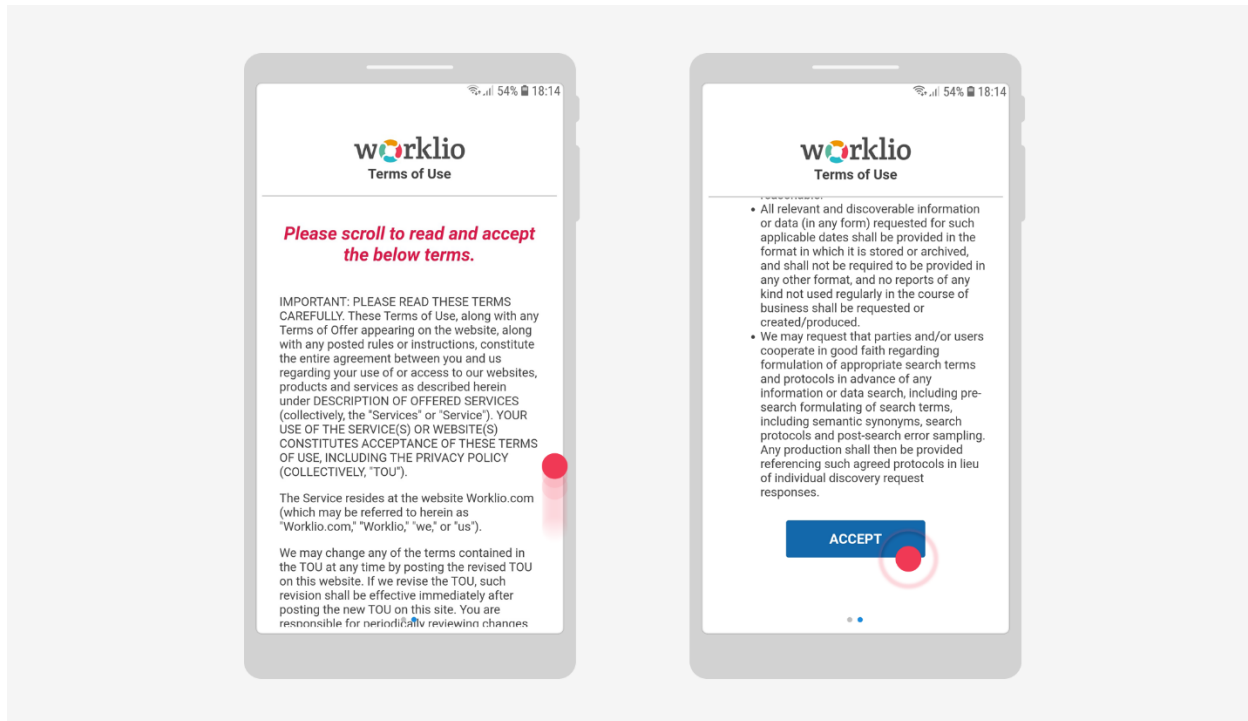 54% 18:14
worklio
Terms of Use
Please scroll to read and accept
the below terms.
IMPORTANT: PLEASE READ THESE TERMS
CAREFULLY. These Terms of Use, along with any
Terms of Offer appearing on the website, along
with any posted rules or instructions, constitute
the entire agreement between you and us
regarding your use of or access to our websites,
products and services as described herein
under DESCRIPTION OF OFFERED SERVICES
(collectively, the "Services" or "Service"). YOUR
USE OF THE SERVICE(S) OR WEBSITE(S)
CONSTITUTES ACCEPTANCE OF THESE TERMS
OF USE, INCLUDING THE PRIVACY POLICY
(COLLECTIVELY, "TOU").
The Service resides at the website Worklio.com
(which may be referred to herein as
"Worklio.com," "Worklio," "we," or "us").
We may change any of the terms contained in
the TOU at any time by posting the revised TOU
on this website. If we revise the TOU, such
revision shall be effective immediately after
posting the new TOU on this site. You are
responsible for periodically reviewing changes
54% 18:14
worklio
Terms of Use
• All relevant and discoverable information
or data (in any form) requested for such
applicable dates shall be provided in the
format in which it is stored or archived,
and shall not be required to be provided in
any other format, and no reports of any
kind not used regularly in the course of
business shall be requested or
created/produced.
• We may request that parties and/or users
cooperate in good faith regarding
formulation of appropriate search terms
and protocols in advance of any
information or data search, including pre-
search formulating of search terms,
including semantic synonyms, search
protocols and post-search error sampling.
Any production shall then be provided
referencing such agreed protocols in lieu
of individual discovery request
responses.
ACCEPT